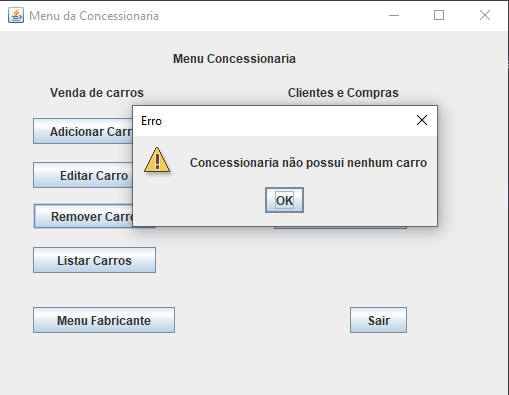 Menu da Concessionaria
Menu Concessionaria
Venda de carros
Clientes e Compras
Erro
Concessionaria não possui nenhum carro
OK
Adicionar Carr
Editar Carro
Remover Carro
Listar Carros
Menu Fabricante
Sair